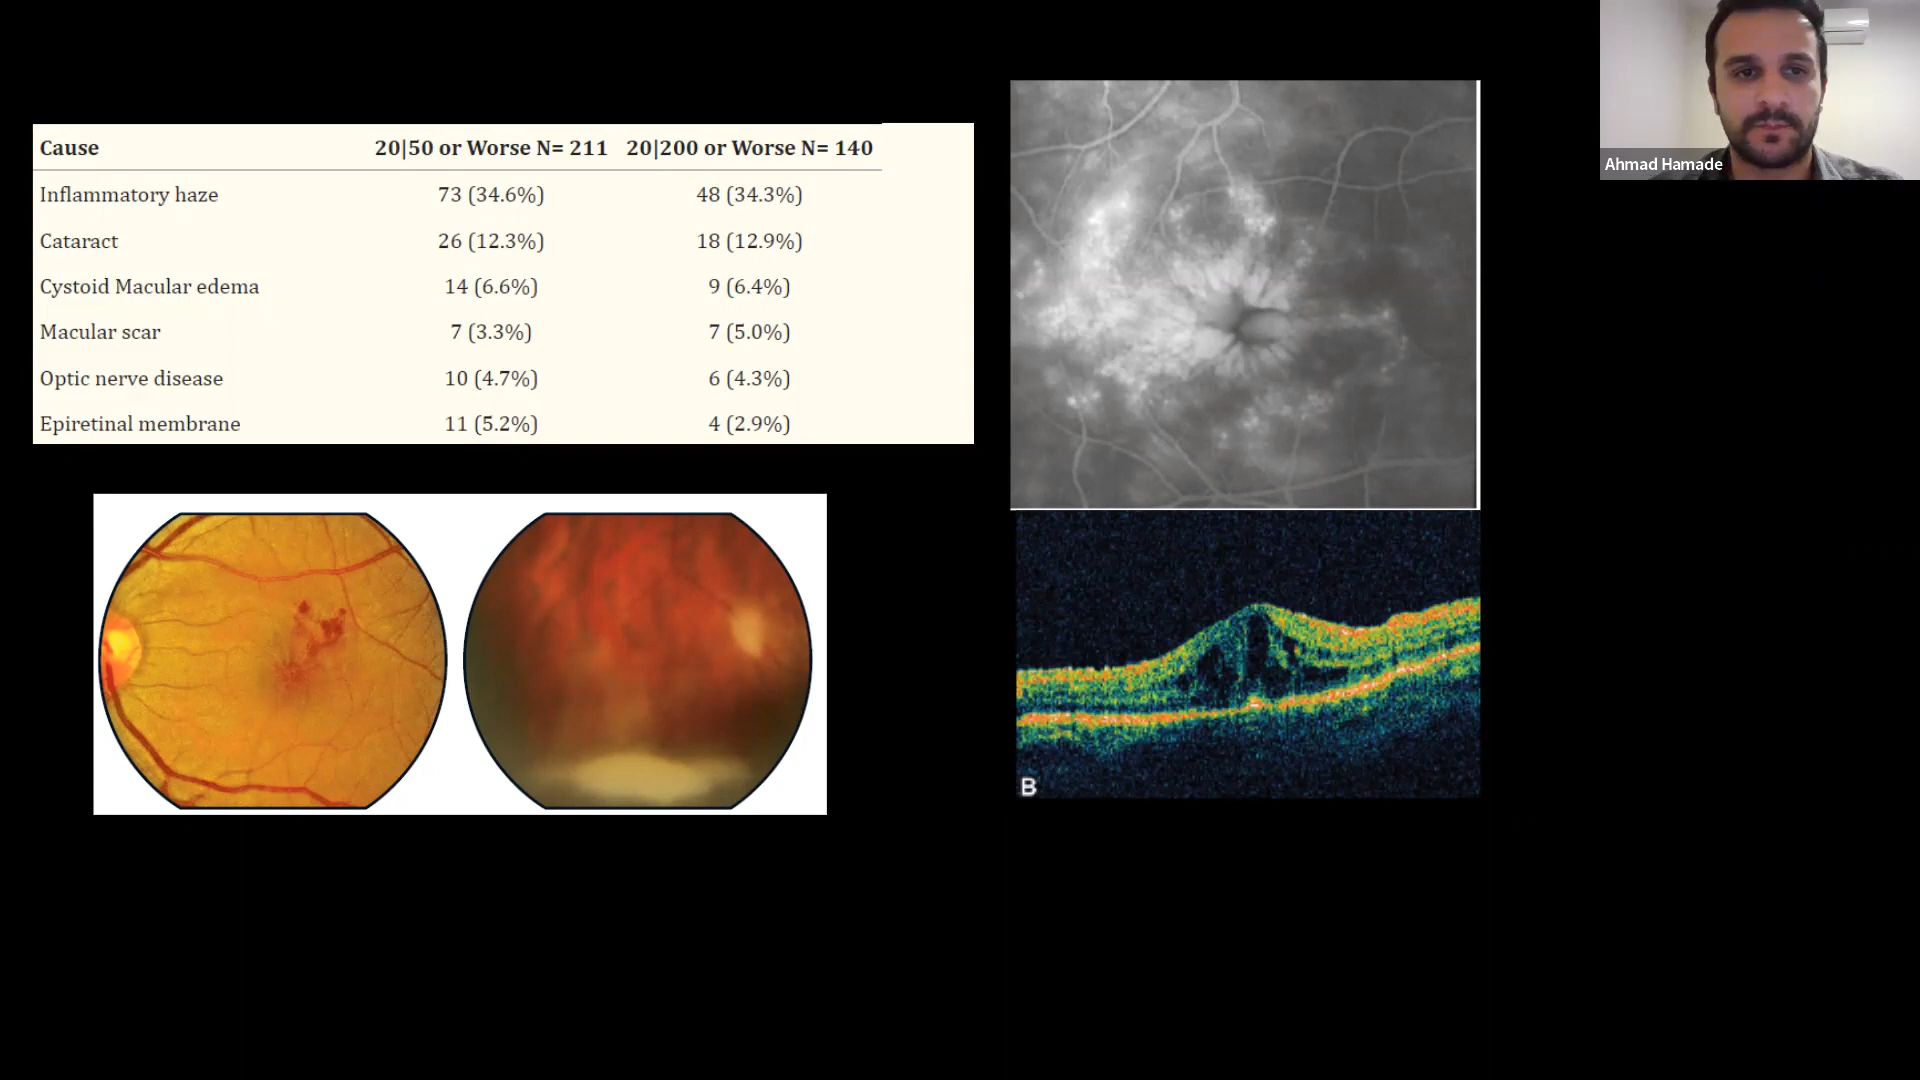 Cause 20|50 or Worse N= 211 20|200 or Worse N= 140
Inflammatory haze 73 (34.6%) 48 (34.3%)
Cataract 26 (12.3%) 18 (12.9%)
Cystoid Macular edema 14 (6.6%) 9 (6.4%)
Macular scar 7 (3.3%) 7 (5.0%)
Optic nerve disease 10 (4.7%) 6 (4.3%)
Epiretinal membrane 11 (5.2%) 4 (2.9%)
B
Ahmad Hamade